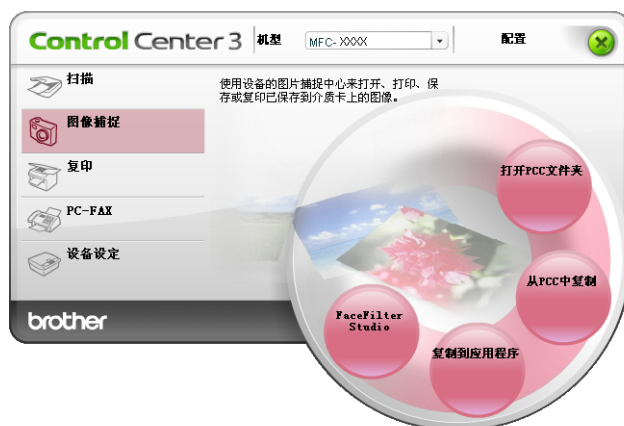 Control Center 3 机型 MFC-XXXX 配置
扫描
图像捕捉
复印
PC-FAX
设备设定
使用设备的图片捕捉中心来打开、打印、保
存或复印已保存到介质卡上的图像。
打开PCC文件夹
从PCC中复制
复制到应用程序
FaceFilter
Studio
brother